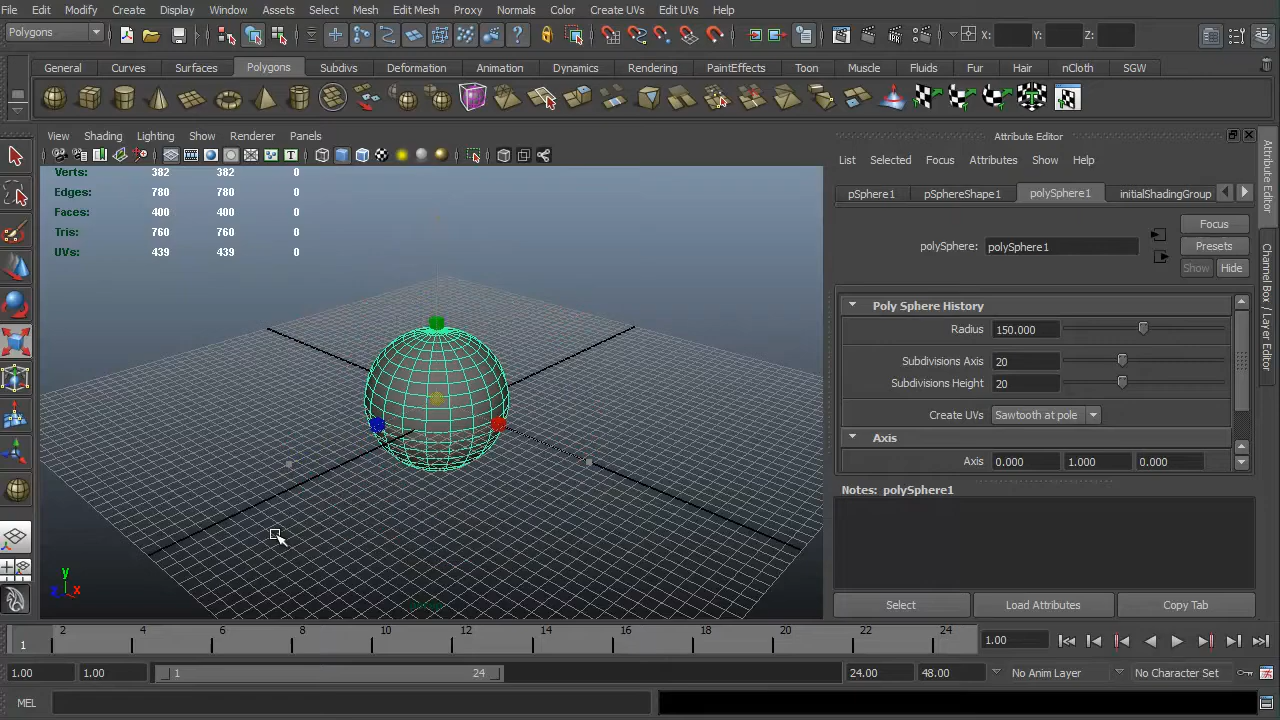 File Edit Modify Create Display Window Assets Select Mesh Edit Mesh Proxy Normals Color Create UVs Edit UVs Help
Polygons X: Y: Z:
General Curves Surfaces Polygons Subdivs Deformation Animation Dynamics Rendering PaintEffects Toon Muscle Fluids Fur Hair nCloth SGW
View Shading Lighting Show Renderer Panels
Attribute Editor
List Selected Focus Attributes Show Help
Verts: 382 382 0
Edges: 780 780 0
Faces: 400 400 0
Tris: 760 760 0
UVs: 439 439 0
pSphere1 pSphereShape1 polySphere1 initialShadingGroup
Focus
polySphere: polySphere1 Presets
Show Hide
Poly Sphere History
Radius 150.000
Subdivisions Axis 20
Subdivisions Height 20
Create UVs Sawtooth at pole
Axis
Axis 0.000 1.000 0.000
Notes: polySphere1
Select Load Attributes Copy Tab
Attribute Editor
Channel Box / Layer Editor
y
z x
persp
1 2 4 6 8 10 12 14 16 18 20 22 24 1.00
1.00 1.00 1 24 24.00 48.00 No Anim Layer No Character Set
MEL